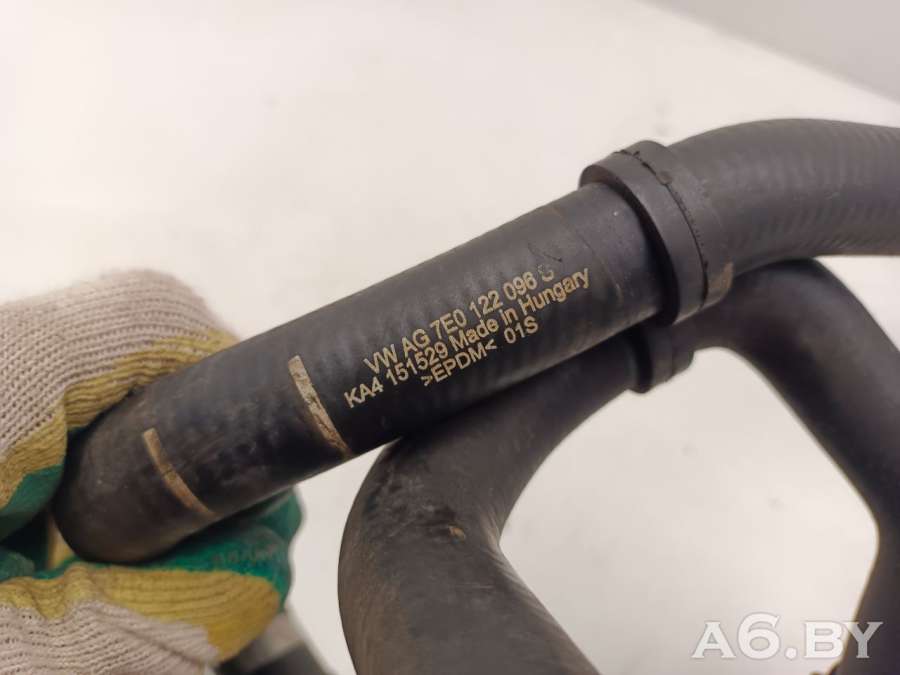 VW AG 7E0 122 096 S
KA4 151529 Made in Hungary
>EPDM< 01S
A6.BY